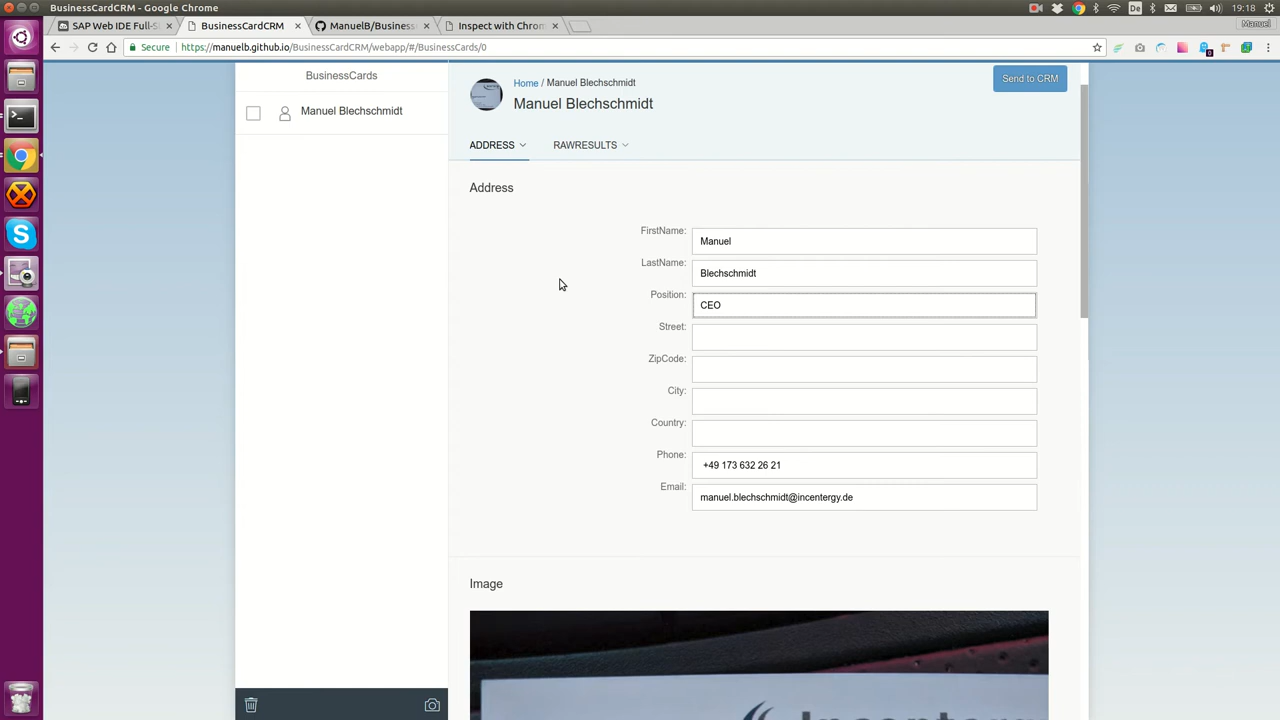 BusinessCardCRM - Google Chrome
De
19:18
SAP Web IDE Full-S
BusinessCardCRM
ManuelB/Business
Inspect with Chrom
Manuel
Secure
https://manuelb.github.io/BusinessCardCRM/webapp/#/BusinessCards/0
BusinessCards
Manuel Blechschmidt
Home / Manuel Blechschmidt
Manuel Blechschmidt
Send to CRM
ADDRESS
RAWRESULTS
Address
FirstName:
Manuel
LastName:
Blechschmidt
Position:
CEO
Street:
ZipCode:
City:
Country:
Phone:
+49 173 632 26 21
Email:
manuel.blechschmidt@incentergy.de
Image